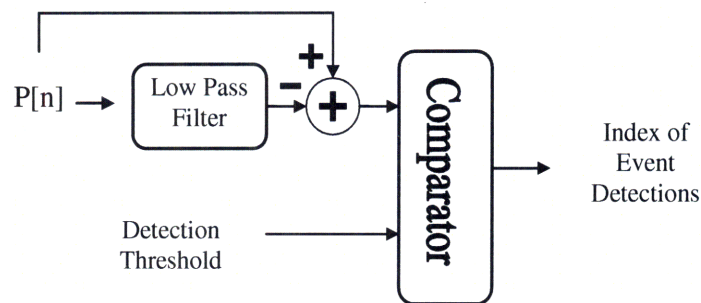 P[n]
Low Pass
Filter
+
−
+
Comparator
Detection
Threshold
Index of
Event
Detections